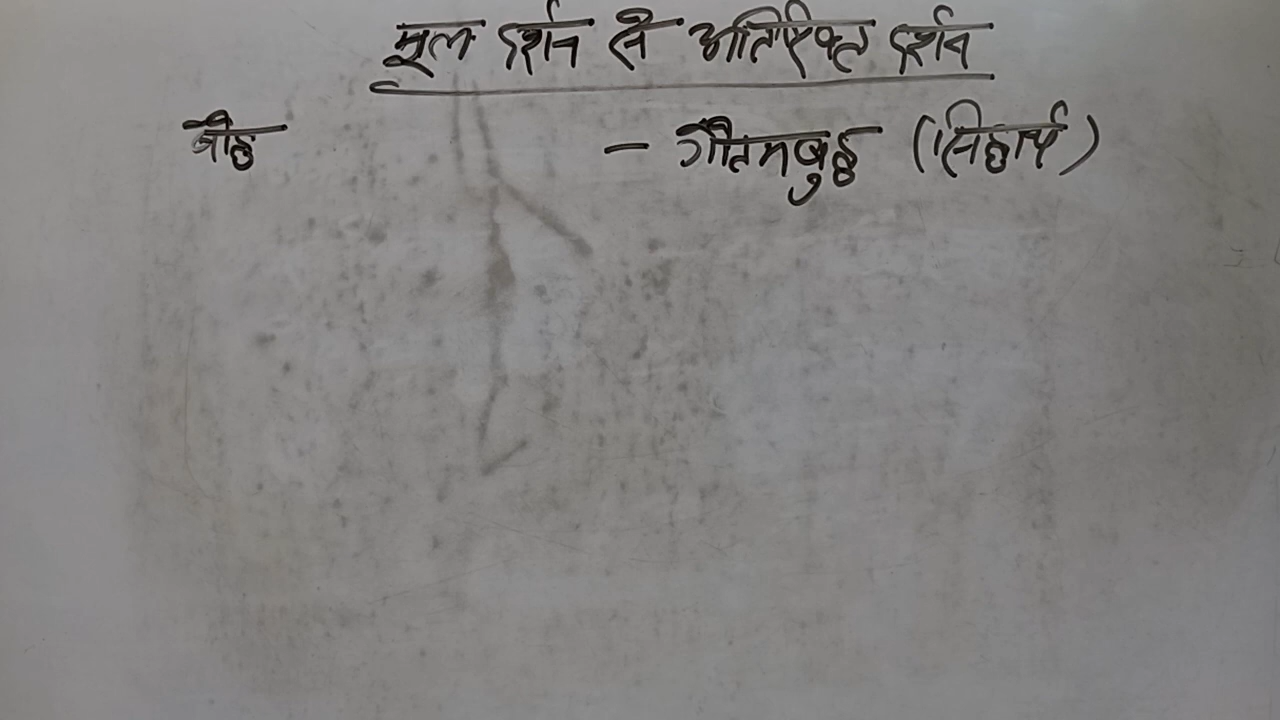 मूल दर्शन से अतिरिक्त दर्शन
बौद्ध - गौतमबुद्ध (सिद्धार्थ)